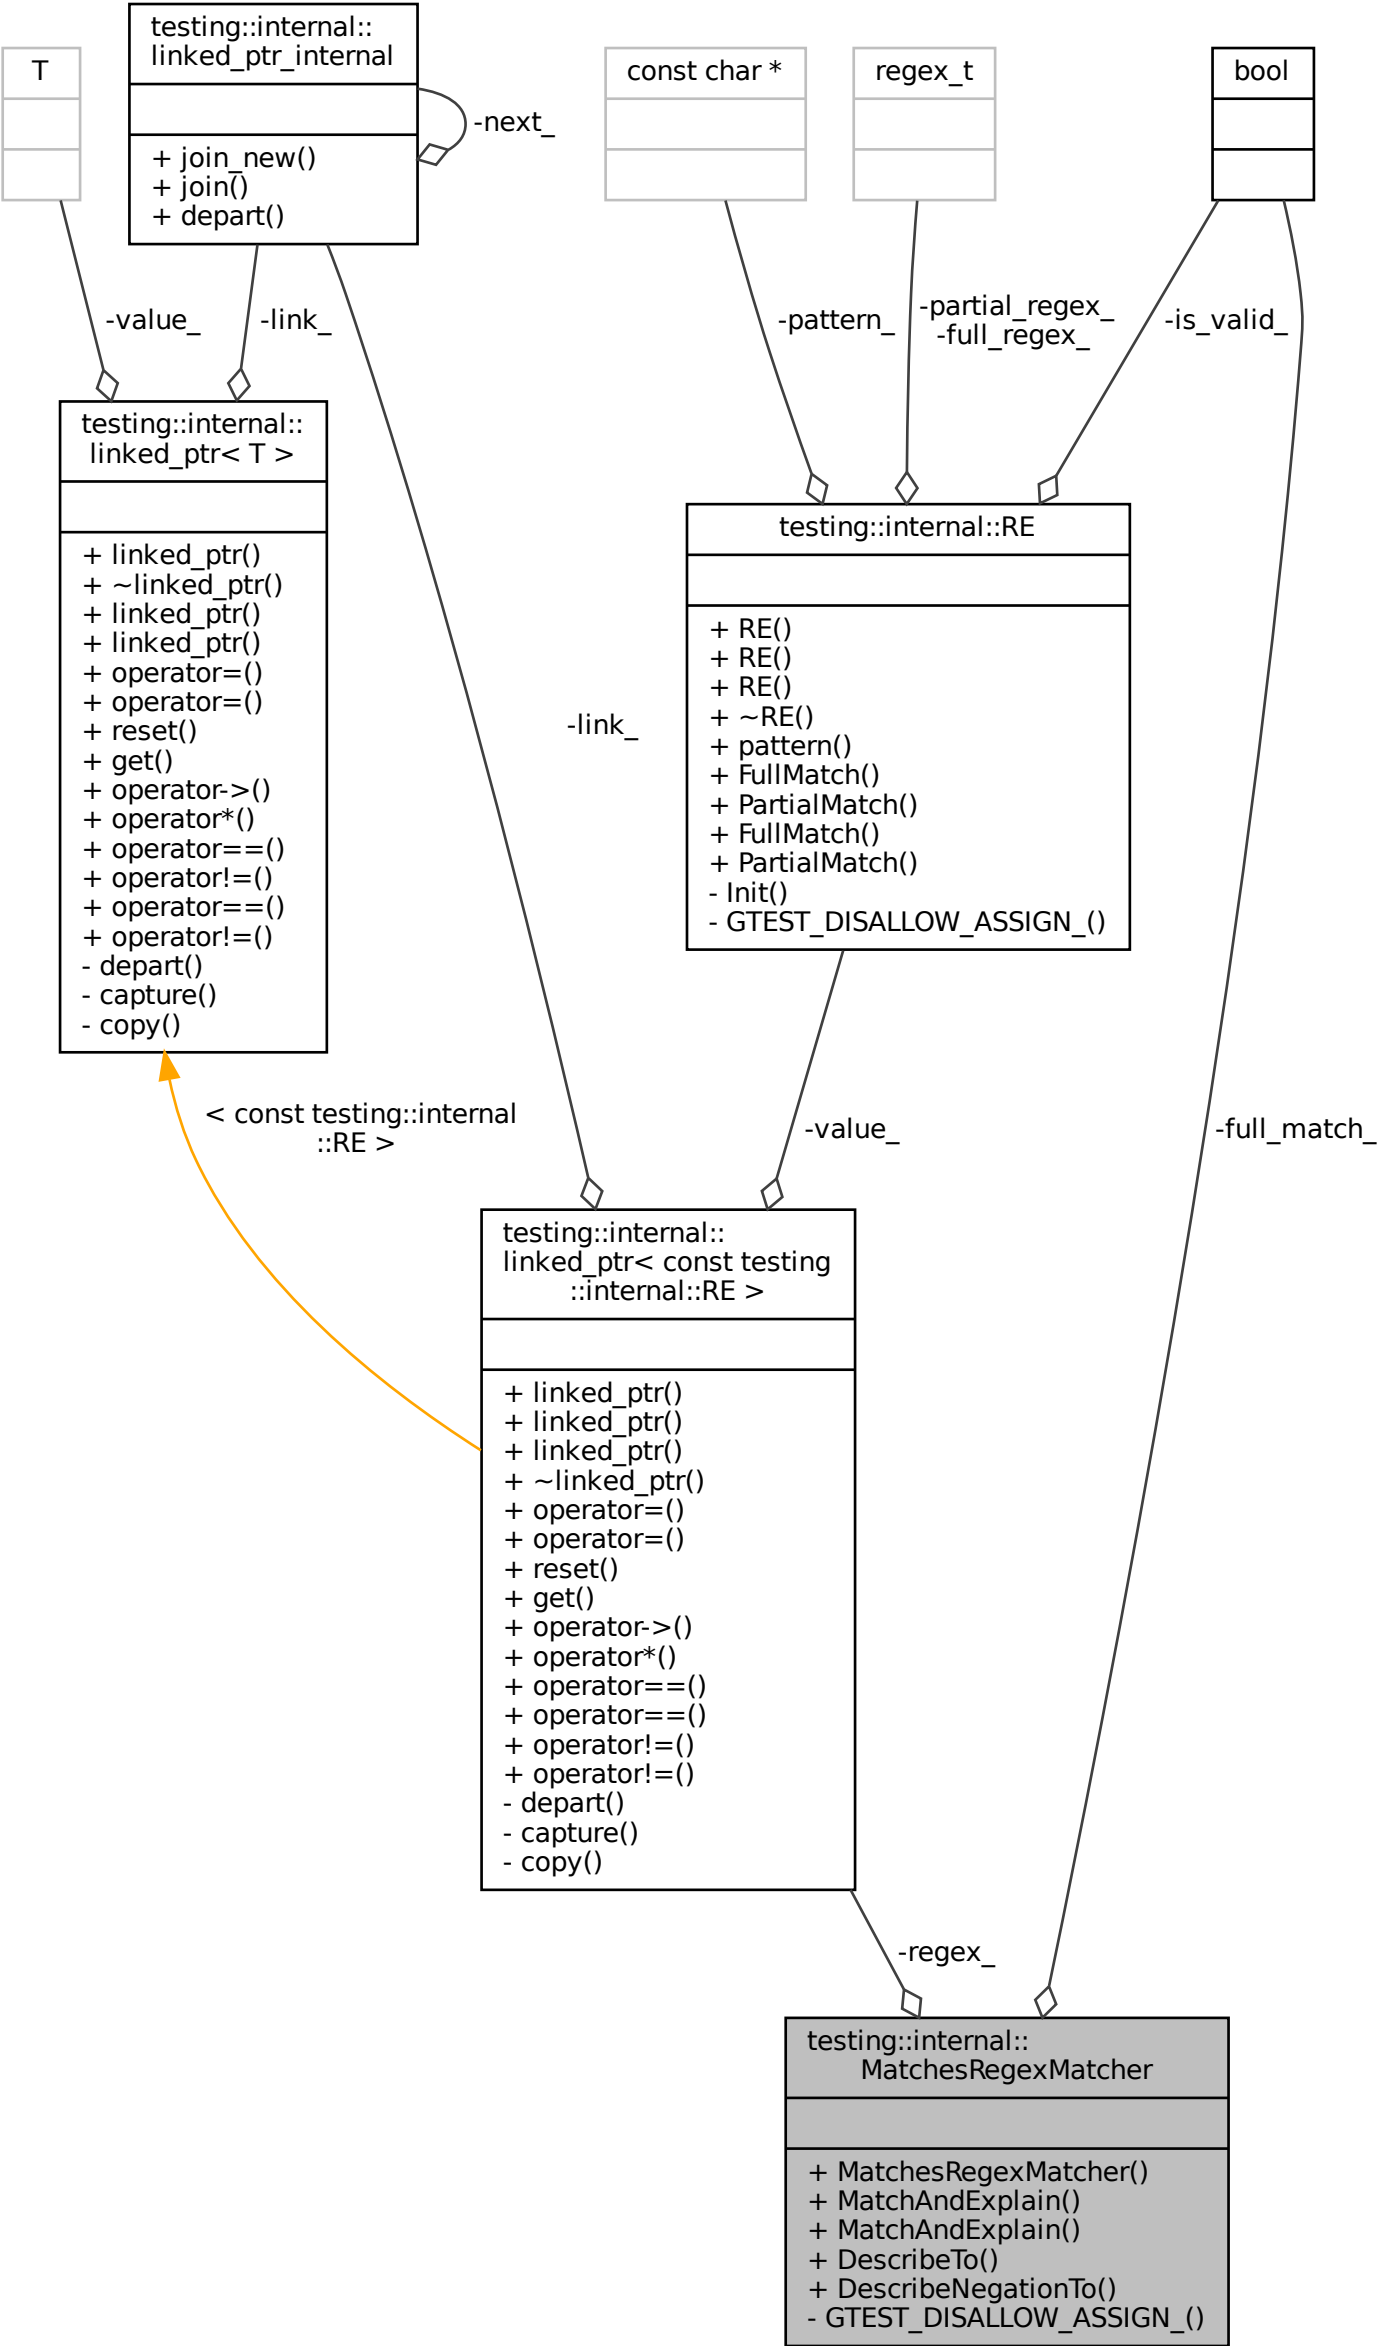 testing::internal::
linked_ptr_internal
+ join_new()
+ join()
+ depart()
-next_
T
const char *
regex_t
bool
-value_
-link_
-pattern_
-partial_regex_
-full_regex_
-is_valid_
testing::internal::
linked_ptr< T >
+ linked_ptr()
+ ~linked_ptr()
+ linked_ptr()
+ linked_ptr()
+ operator=()
+ operator=()
+ reset()
+ get()
+ operator->()
+ operator*()
+ operator==()
+ operator!=()
+ operator==()
+ operator!=()
- depart()
- capture()
- copy()
testing::internal::RE
+ RE()
+ RE()
+ RE()
+ ~RE()
+ pattern()
+ FullMatch()
+ PartialMatch()
+ FullMatch()
+ PartialMatch()
- Init()
- GTEST_DISALLOW_ASSIGN_()
-link_
< const testing::internal
::RE >
-value_
-full_match_
testing::internal::
linked_ptr< const testing
::internal::RE >
+ linked_ptr()
+ linked_ptr()
+ linked_ptr()
+ ~linked_ptr()
+ operator=()
+ operator=()
+ reset()
+ get()
+ operator->()
+ operator*()
+ operator==()
+ operator==()
+ operator!=()
+ operator!=()
- depart()
- capture()
- copy()
-regex_
testing::internal::
MatchesRegexMatcher
+ MatchesRegexMatcher()
+ MatchAndExplain()
+ MatchAndExplain()
+ DescribeTo()
+ DescribeNegationTo()
- GTEST_DISALLOW_ASSIGN_()